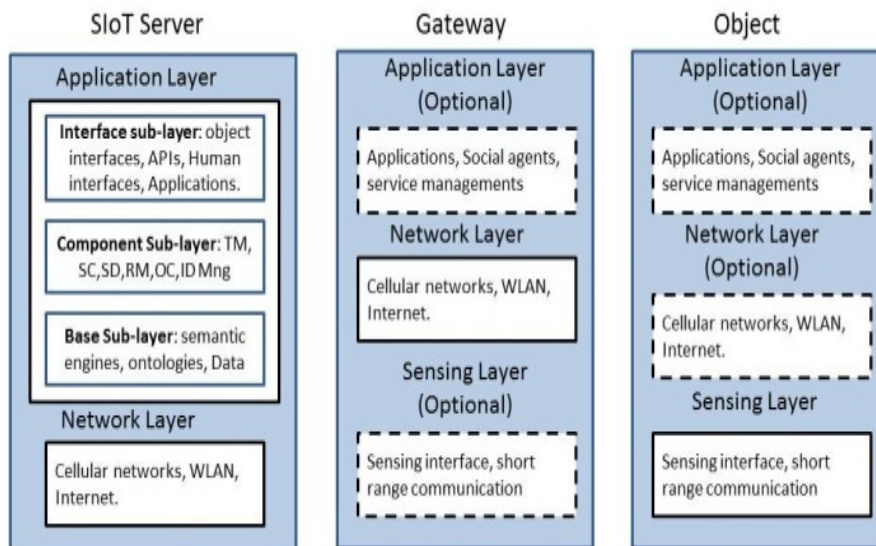 SIoT Server
Application Layer
Interface sub-layer: object
interfaces, APIs, Human
interfaces, Applications.
Component Sub-layer: TM,
SC,SD,RM,OC,ID Mng
Base Sub-layer: semantic
engines, ontologies, Data
Network Layer
Cellular networks, WLAN,
Internet.
Gateway
Application Layer
(Optional)
Applications, Social agents,
service managements
Network Layer
Cellular networks, WLAN,
Internet.
Sensing Layer
(Optional)
Sensing interface, short
range communication
Object
Application Layer
(Optional)
Applications, Social agents,
service managements
Network Layer
(Optional)
Cellular networks, WLAN,
Internet.
Sensing Layer
Sensing interface, short
range communication